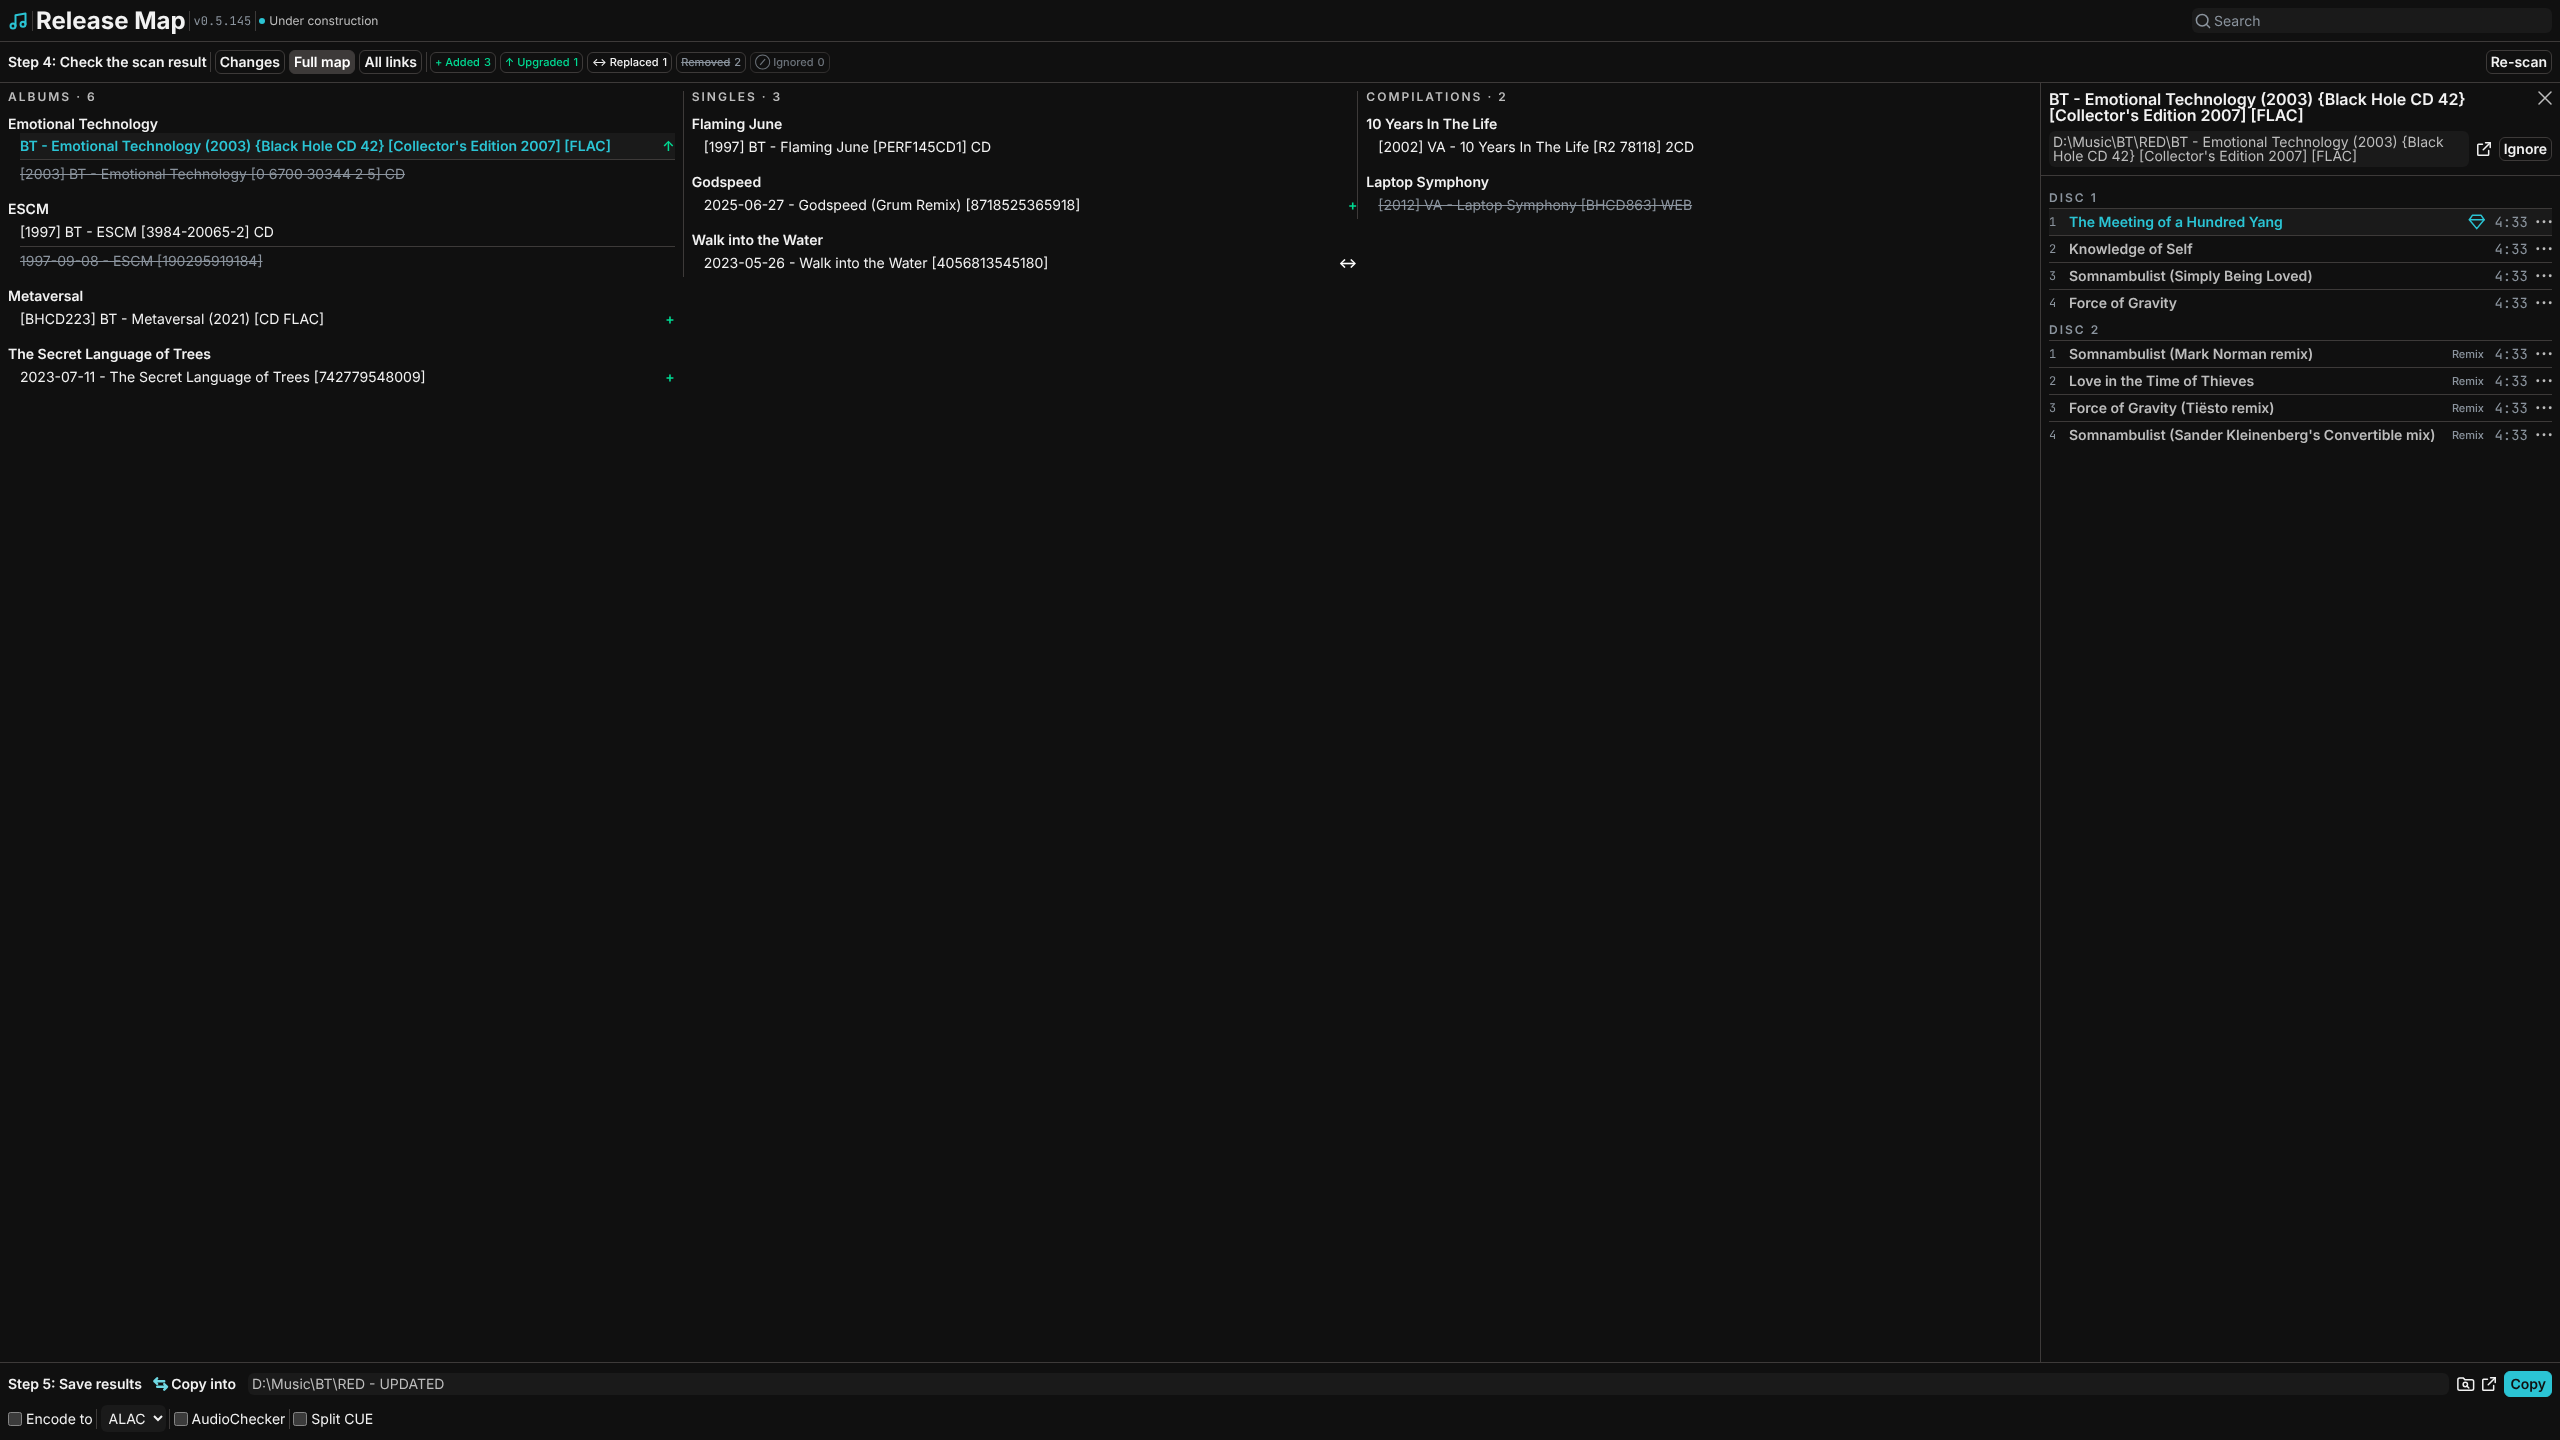 Release Map v0.5.145 Under construction Search
Step 4: Check the scan result Changes Full map All links + Added 3 ↑ Upgraded 1 ↔ Replaced 1 Removed 2 Ignored 0 Re-scan
ALBUMS · 6
Emotional Technology
BT - Emotional Technology (2003) {Black Hole CD 42} [Collector's Edition 2007] [FLAC] ↑
[2003] BT - Emotional Technology [0 6700 30344 2 5] CD
ESCM
[1997] BT - ESCM [3984-20065-2] CD
1997-09-08 - ESCM [190295919184]
Metaversal
[BHCD223] BT - Metaversal (2021) [CD FLAC] +
The Secret Language of Trees
2023-07-11 - The Secret Language of Trees [742779548009] +
SINGLES · 3
Flaming June
[1997] BT - Flaming June [PERF145CD1] CD
Godspeed
2025-06-27 - Godspeed (Grum Remix) [8718525365918] +
Walk into the Water
2023-05-26 - Walk into the Water [4056813545180] ↔
COMPILATIONS · 2
10 Years In The Life
[2002] VA - 10 Years In The Life [R2 78118] 2CD
Laptop Symphony
[2012] VA - Laptop Symphony [BHCD863] WEB
BT - Emotional Technology (2003) {Black Hole CD 42}
[Collector's Edition 2007] [FLAC]
D:\Music\BT\RED\BT - Emotional Technology (2003) {Black
Hole CD 42} [Collector's Edition 2007] [FLAC]
Ignore
DISC 1
1 The Meeting of a Hundred Yang 4:33 ···
2 Knowledge of Self 4:33 ···
3 Somnambulist (Simply Being Loved) 4:33 ···
4 Force of Gravity 4:33 ···
DISC 2
1 Somnambulist (Mark Norman remix) Remix 4:33 ···
2 Love in the Time of Thieves Remix 4:33 ···
3 Force of Gravity (Tiësto remix) Remix 4:33 ···
4 Somnambulist (Sander Kleinenberg's Convertible mix) Remix 4:33 ···
Step 5: Save results Copy into D:\Music\BT\RED - UPDATED Copy
Encode to ALAC AudioChecker Split CUE